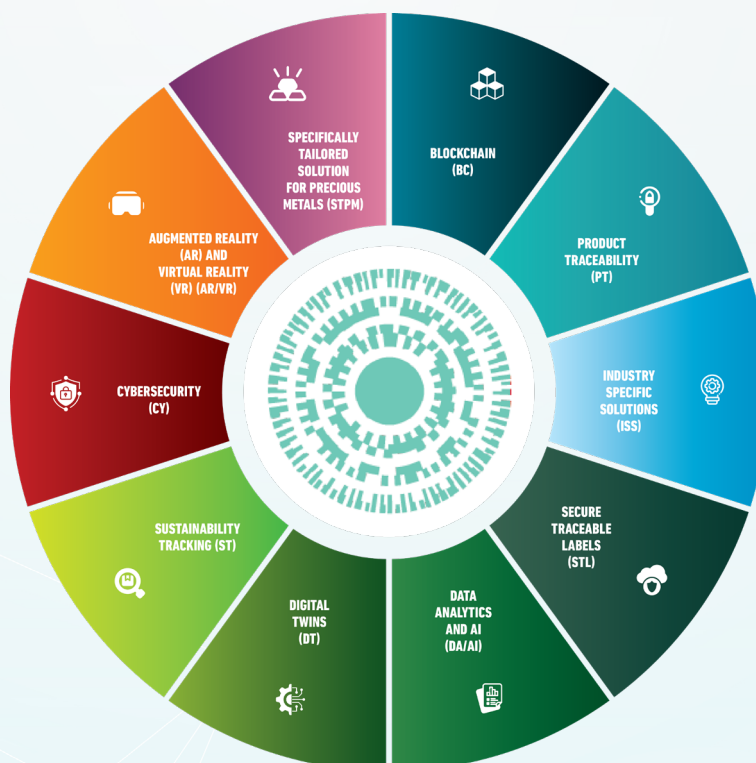 BLOCKCHAIN
(BC)
PRODUCT
TRACEABILITY
(PT)
INDUSTRY
SPECIFIC
SOLUTIONS
(ISS)
SECURE
TRACEABLE
LABELS
(STL)
DATA
ANALYTICS
AND AI
(DA/AI)
DIGITAL
TWINS
(DT)
SUSTAINABILITY
TRACKING (ST)
CYBERSECURITY
(CY)
AUGMENTED REALITY
(AR) AND
VIRTUAL REALITY
(VR) (AR/VR)
SPECIFICALLY
TAILORED
SOLUTION
FOR PRECIOUS
METALS (STPM)